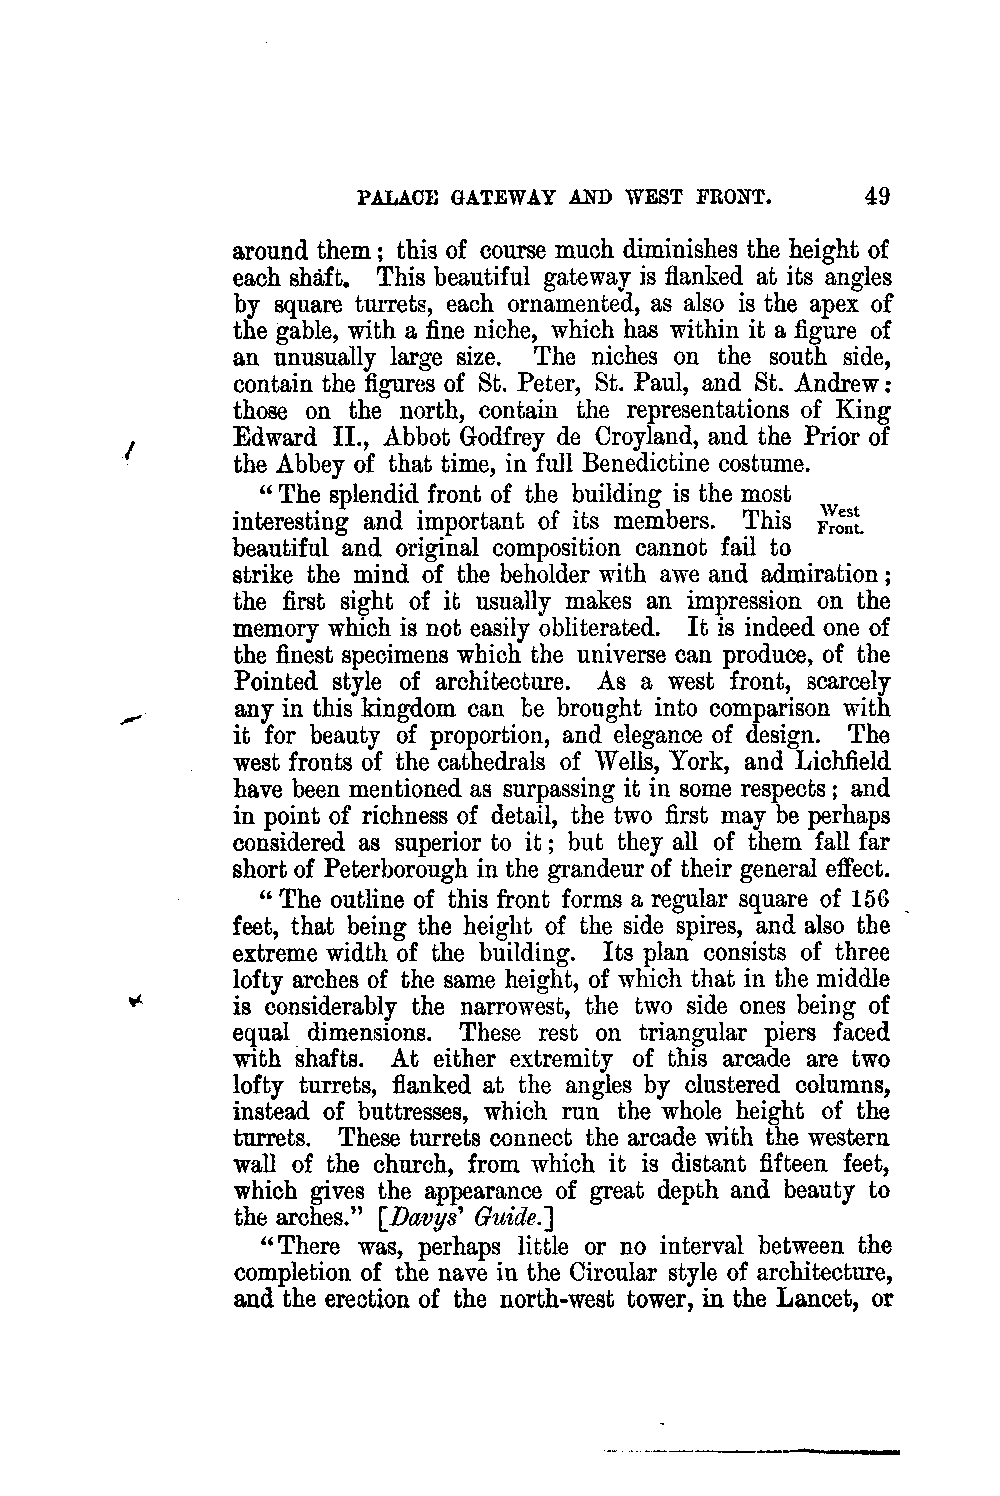 PALACE GATEWAY AND WEST FRONT. 49
around them; this of course much diminishes the height of
each shaft. This beautiful gateway is flanked at its angles
by square turrets, each ornamented, as also is the apex of
the gable, with a fine niche, which has within it a figure of
an unusually large size. The niches on the south side,
contain the figures of St. Peter, St. Paul, and St. Andrew:
those on the north, contain the representations of King
Edward II., Abbot Godfrey de Croyland, and the Prior of
the Abbey of that time, in full Benedictine costume.
"The splendid front of the building is the most
interesting and important of its members. This
West
Front.
beautiful and original composition cannot fail to
strike the mind of the beholder with awe and admiration;
the first sight of it usually makes an impression on the
memory which is not easily obliterated. It is indeed one of
the finest specimens which the universe can produce, of the
Pointed style of architecture. As a west front, scarcely
any in this kingdom can be brought into comparison with
it for beauty of proportion, and elegance of design. The
west fronts of the cathedrals of Wells, York, and Lichfield
have been mentioned as surpassing it in some respects; and
in point of richness of detail, the two first may be perhaps
considered as superior to it; but they all of them fall far
short of Peterborough in the grandeur of their general effect.
"The outline of this front forms a regular square of 156
feet, that being the height of the side spires, and also the
extreme width of the building. Its plan consists of three
lofty arches of the same height, of which that in the middle
is considerably the narrowest, the two side ones being of
equal dimensions. These rest on triangular piers faced
with shafts. At either extremity of this arcade are two
lofty turrets, flanked at the angles by clustered columns,
instead of buttresses, which run the whole height of the
turrets. These turrets connect the arcade with the western
wall of the church, from which it is distant fifteen feet,
which gives the appearance of great depth and beauty to
the arches." [Davys' Guide.]
"There was, perhaps little or no interval between the
completion of the nave in the Circular style of architecture,
and the erection of the north-west tower, in the Lancet, or